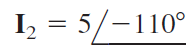 I₂ = 5/−110°